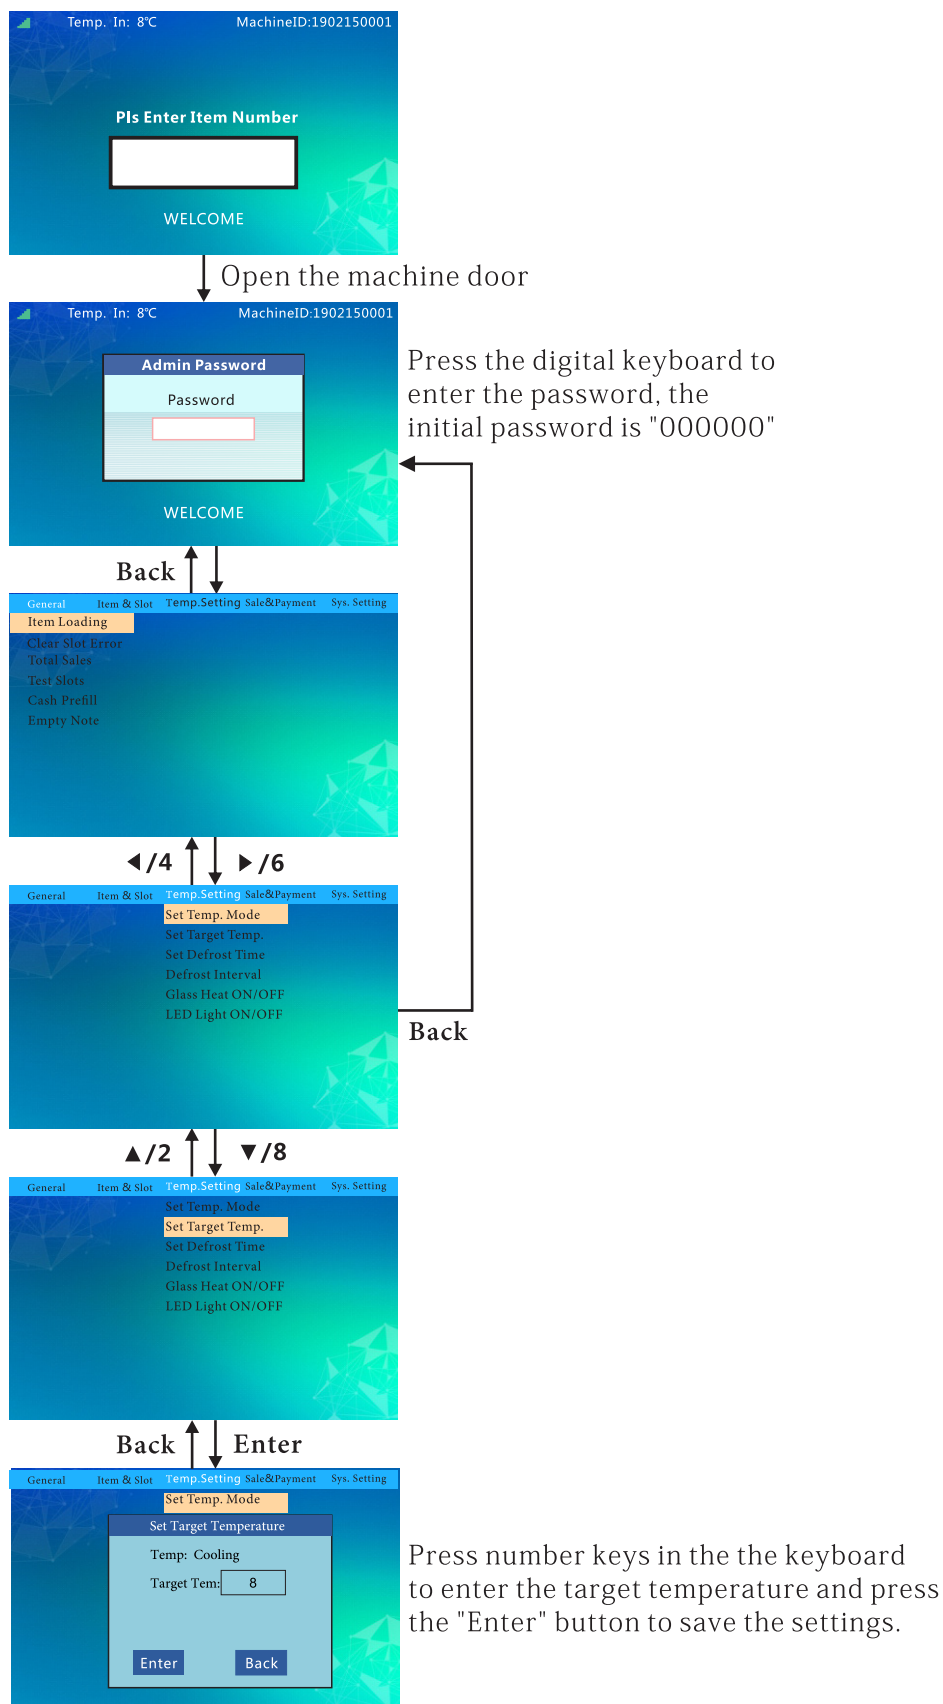 Temp. In: 8℃ MachineID:1902150001
Pls Enter Item Number
WELCOME
Open the machine door
Temp. In: 8℃ MachineID:1902150001
Admin Password
Password
WELCOME
Press the digital keyboard to
enter the password, the
initial password is "000000"
Back
General Item & Slot Temp.Setting Sale&Payment Sys. Setting
Item Loading
Clear Slot Error
Total Sales
Test Slots
Cash Prefill
Empty Note
◀/4 ▶/6
General Item & Slot Temp.Setting Sale&Payment Sys. Setting
Set Temp. Mode
Set Target Temp.
Set Defrost Time
Defrost Interval
Glass Heat ON/OFF
LED Light ON/OFF
Back
▲/2 ▼/8
General Item & Slot Temp.Setting Sale&Payment Sys. Setting
Set Temp. Mode
Set Target Temp.
Set Defrost Time
Defrost Interval
Glass Heat ON/OFF
LED Light ON/OFF
Back Enter
General Item & Slot Temp.Setting Sale&Payment Sys. Setting
Set Temp. Mode
Set Target Temperature
Temp: Cooling
Target Tem: 8
Enter Back
Press number keys in the the keyboard
to enter the target temperature and press
the "Enter" button to save the settings.